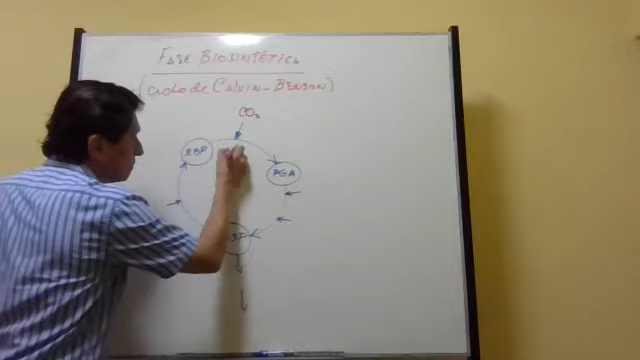 FASE BIOSINTÉTICA
(CICLO de CALVIN - BENSON)
CO₂
RBP
PGA